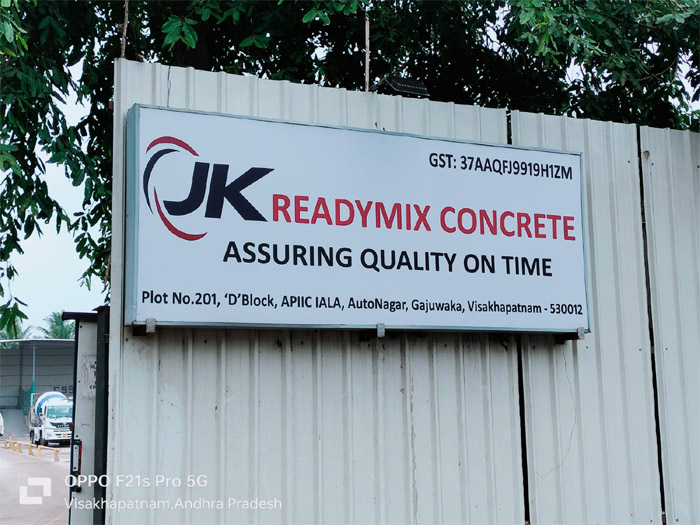 GST: 37AAQFJ9919H1ZM
JK READYMIX CONCRETE
ASSURING QUALITY ON TIME
Plot No.201, 'D'Block, APIIC IALA, AutoNagar, Gajuwaka, Visakhapatnam - 530012
OPPO F21s Pro 5G
Visakhapatnam,Andhra Pradesh